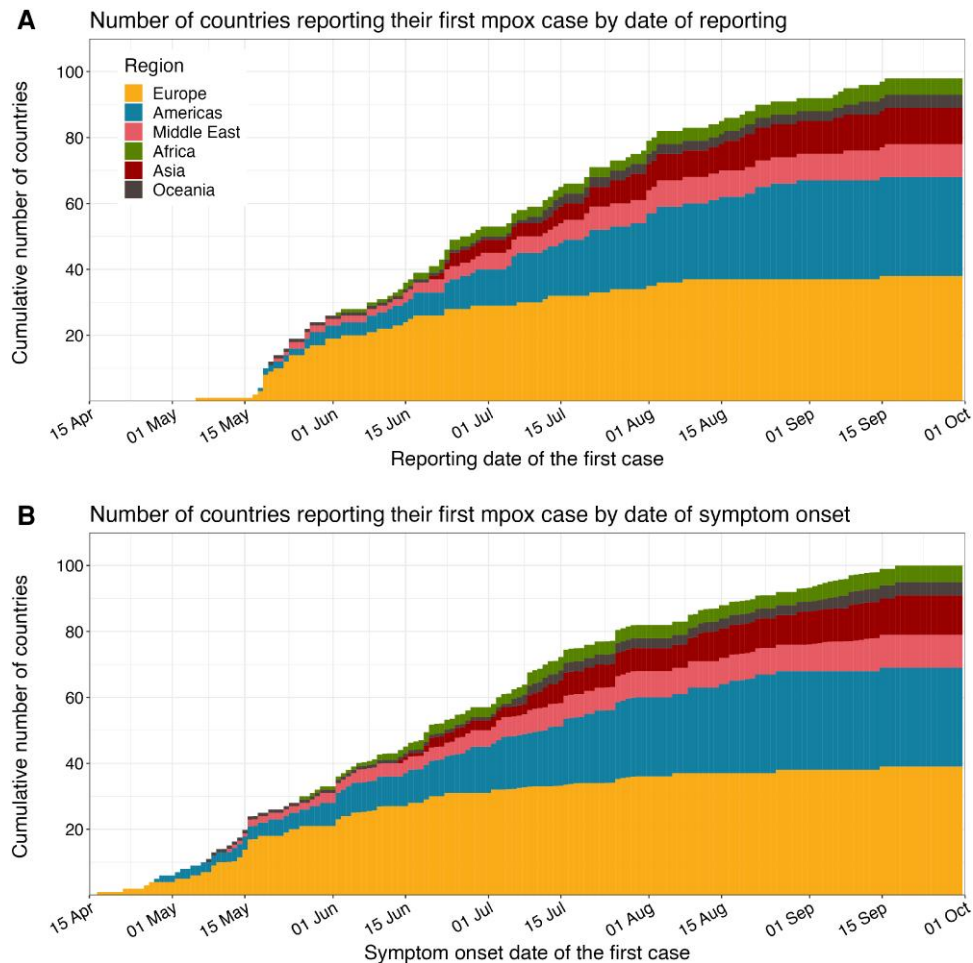 A Number of countries reporting their first mpox case by date of reporting
Cumulative number of countries
100
80
60
40
20
Region
Europe
Americas
Middle East
Africa
Asia
Oceania
15 Apr 01 May 15 May 01 Jun 15 Jun 01 Jul 15 Jul 01 Aug 15 Aug 01 Sep 15 Sep 01 Oct
Reporting date of the first case
B Number of countries reporting their first mpox case by date of symptom onset
Cumulative number of countries
100
80
60
40
20
15 Apr 01 May 15 May 01 Jun 15 Jun 01 Jul 15 Jul 01 Aug 15 Aug 01 Sep 15 Sep 01 Oct
Symptom onset date of the first case